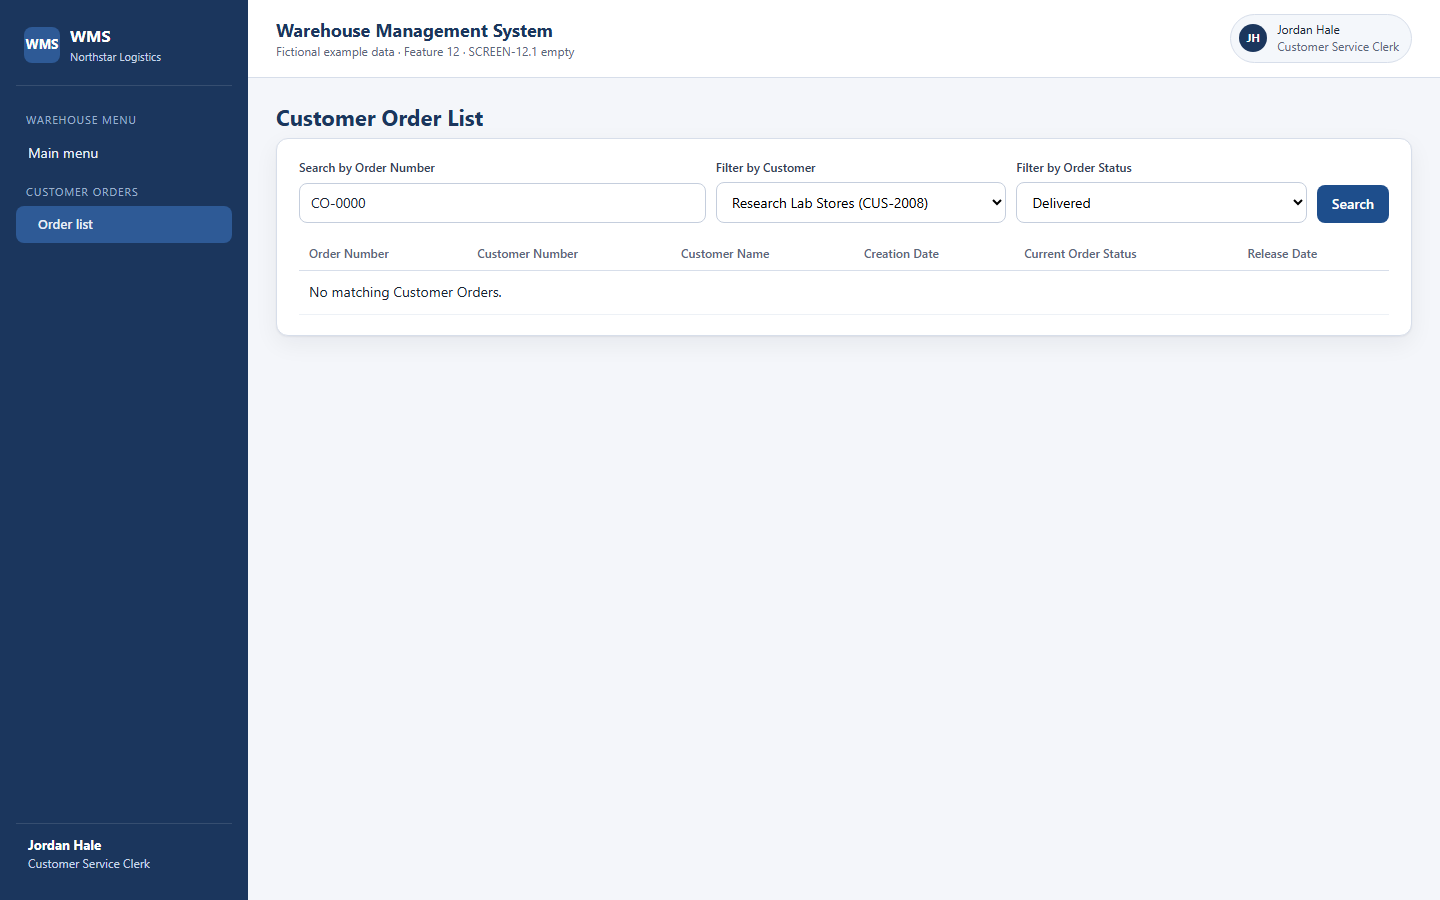 WMS
WMS
Northstar Logistics
WAREHOUSE MENU
Main menu
CUSTOMER ORDERS
Order list
Jordan Hale
Customer Service Clerk
Warehouse Management System
Fictional example data · Feature 12 · SCREEN-12.1 empty
JH
Jordan Hale
Customer Service Clerk
Customer Order List
Search by Order Number
Filter by Customer
Filter by Order Status
CO-0000
Research Lab Stores (CUS-2008)
Delivered
Search
Order Number Customer Number Customer Name Creation Date Current Order Status Release Date
No matching Customer Orders.